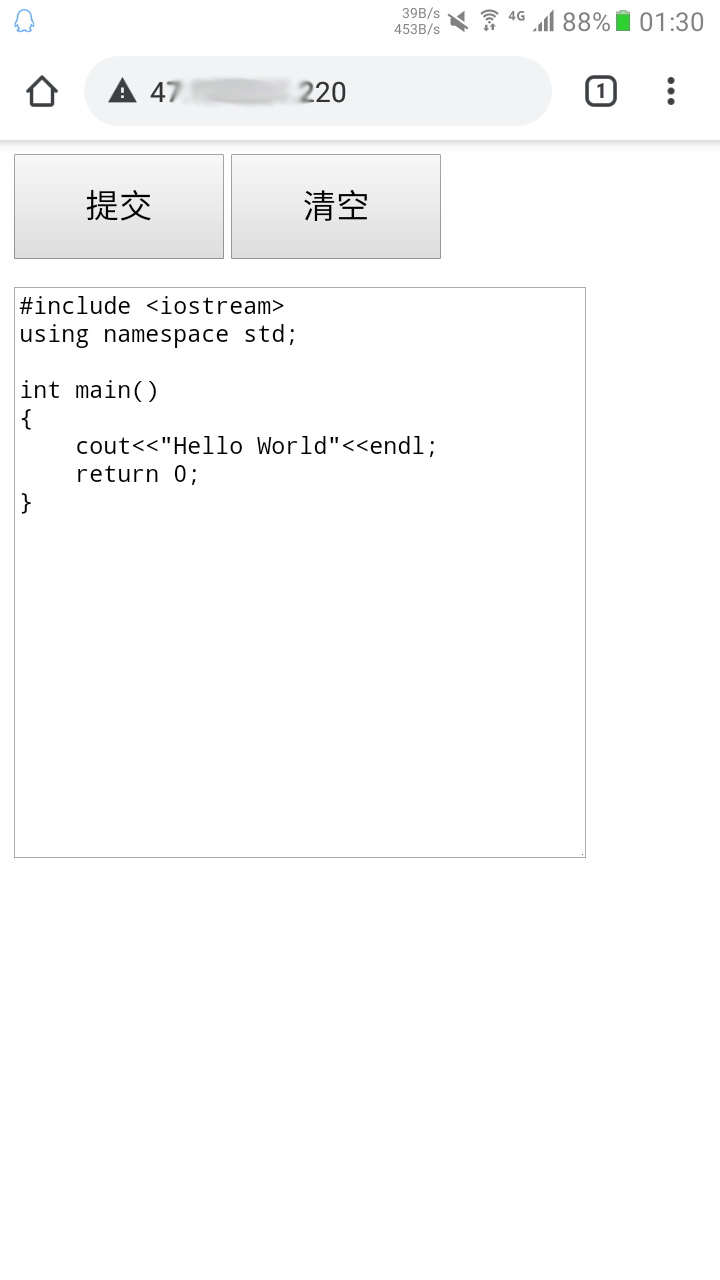 39B/s
453B/s
4G
88%
01:30
47
220
1
提交
清空
#include <iostream>
using namespace std;
int main()
{
    cout<<"Hello World"<<endl;
    return 0;
}